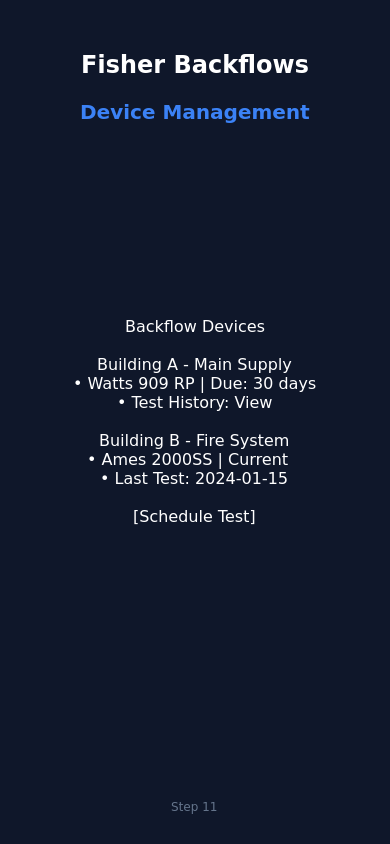 Fisher Backflows
Device Management
Backflow Devices
Building A - Main Supply
• Watts 909 RP | Due: 30 days
• Test History: View
Building B - Fire System
• Ames 2000SS | Current
• Last Test: 2024-01-15
[Schedule Test]
Step 11